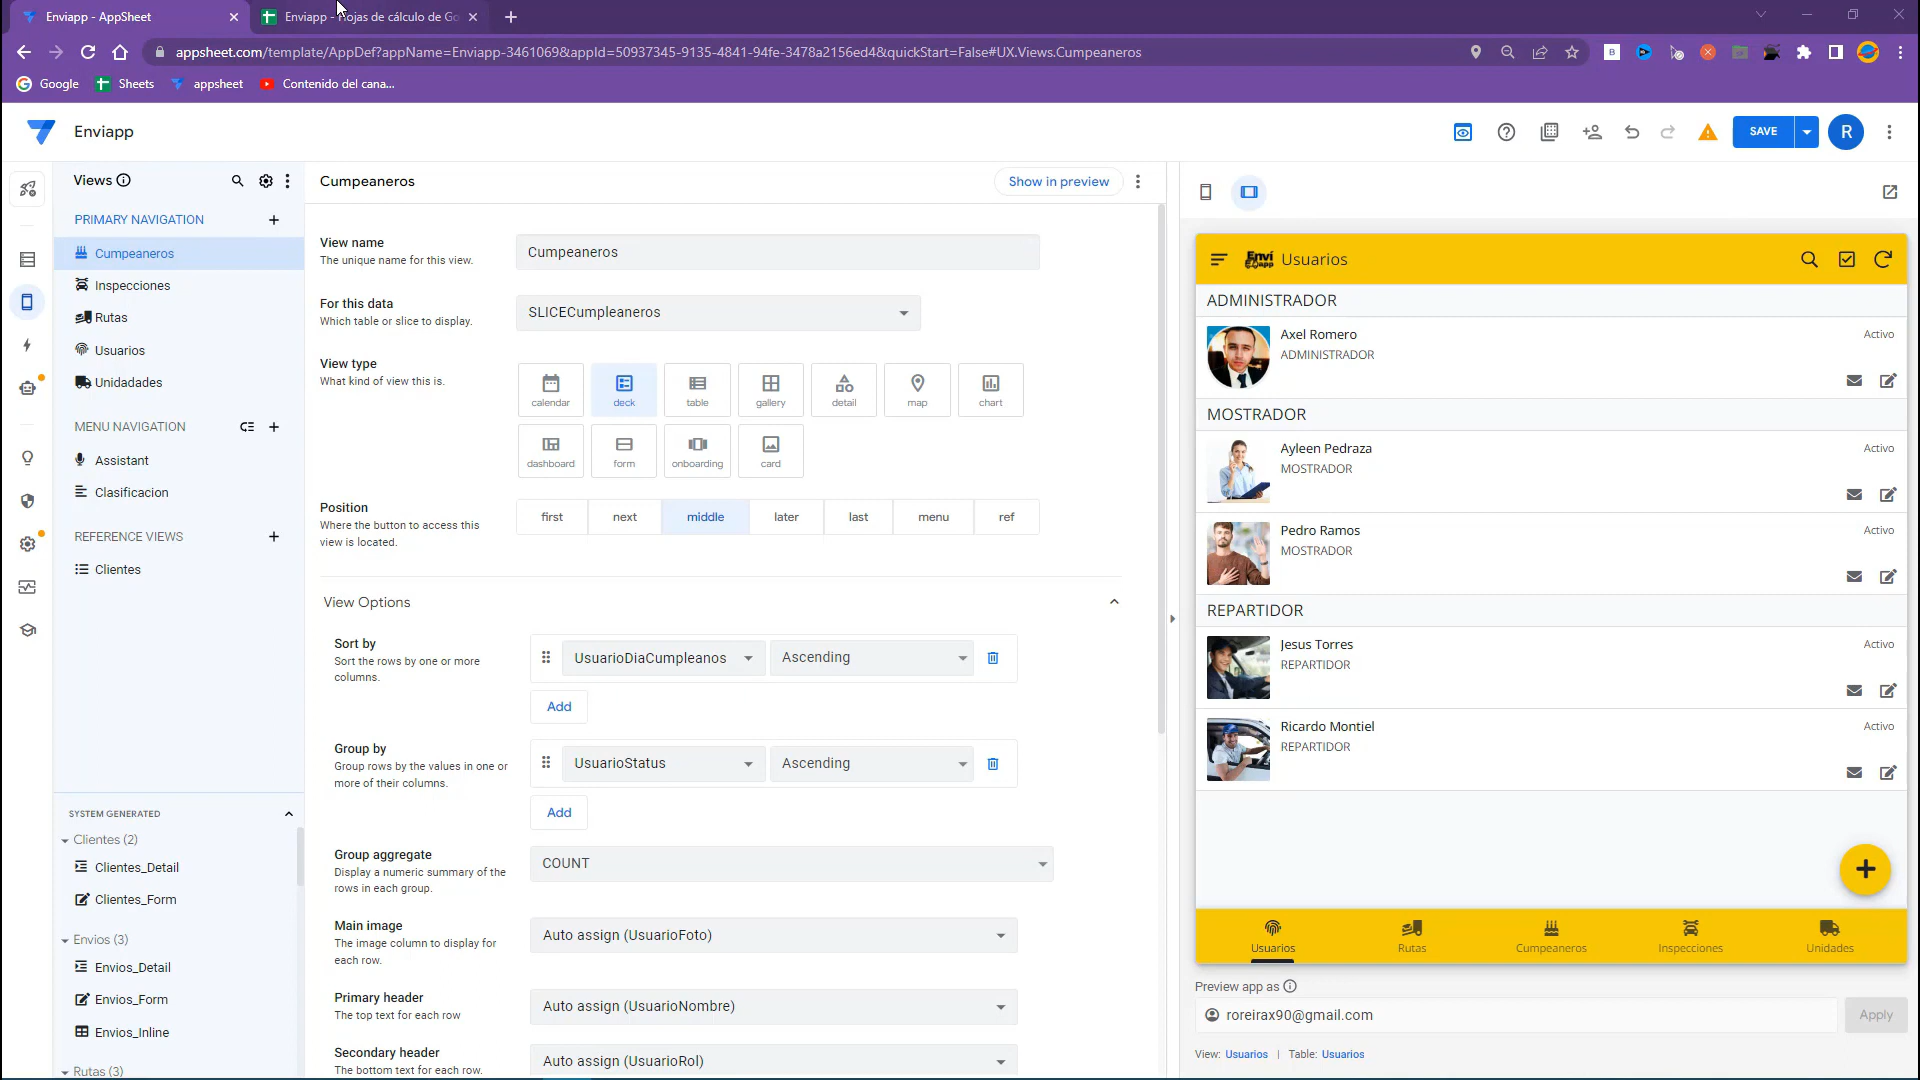 Enviapp - AppSheet
Enviapp - Hojas de cálculo de Go
appsheet.com/template/AppDef?appName=Enviapp-3461069&appId=50937345-9135-4841-94fe-3478a2156ed4&quickStart=False#UX.Views.Cumpeaneros
Google
Sheets
appsheet
Contenido del cana...
Enviapp
SAVE
R
Views
PRIMARY NAVIGATION
Cumpeaneros
Inspecciones
Rutas
Usuarios
Unidadades
MENU NAVIGATION
Assistant
Clasificacion
REFERENCE VIEWS
Clientes
SYSTEM GENERATED
Clientes (2)
Clientes_Detail
Clientes_Form
Envios (3)
Envios_Detail
Envios_Form
Envios_Inline
Rutas (3)
Cumpeaneros
Show in preview
View name
The unique name for this view.
Cumpeaneros
For this data
Which table or slice to display.
SLICECumpleaneros
View type
What kind of view this is.
calendar
deck
table
gallery
detail
map
chart
dashboard
form
onboarding
card
Position
Where the button to access this
view is located.
first
next
middle
later
last
menu
ref
View Options
Sort by
Sort the rows by one or more
columns.
UsuarioDiaCumpleanos
Ascending
Add
Group by
Group rows by the values in one or
more of their columns.
UsuarioStatus
Ascending
Add
Group aggregate
Display a numeric summary of the
rows in each group.
COUNT
Main image
The image column to display for
each row.
Auto assign (UsuarioFoto)
Primary header
The top text for each row
Auto assign (UsuarioNombre)
Secondary header
The bottom text for each row.
Auto assign (UsuarioRol)
Envi
app
Usuarios
ADMINISTRADOR
Axel Romero
ADMINISTRADOR
Activo
MOSTRADOR
Ayleen Pedraza
MOSTRADOR
Activo
Pedro Ramos
MOSTRADOR
Activo
REPARTIDOR
Jesus Torres
REPARTIDOR
Activo
Ricardo Montiel
REPARTIDOR
Activo
Usuarios
Rutas
Cumpeaneros
Inspecciones
Unidades
Preview app as
roreirax90@gmail.com
Apply
View: Usuarios | Table: Usuarios